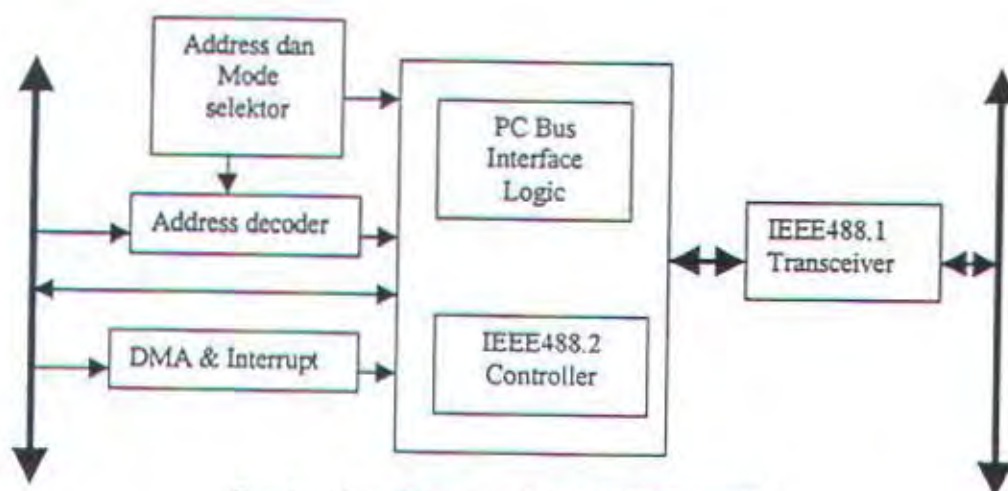 Address dan
Mode
selektor
PC Bus
Interface
Logic
Address decoder
IEEE488.1
Transceiver
DMA & Interrupt
IEEE488.2
Controller